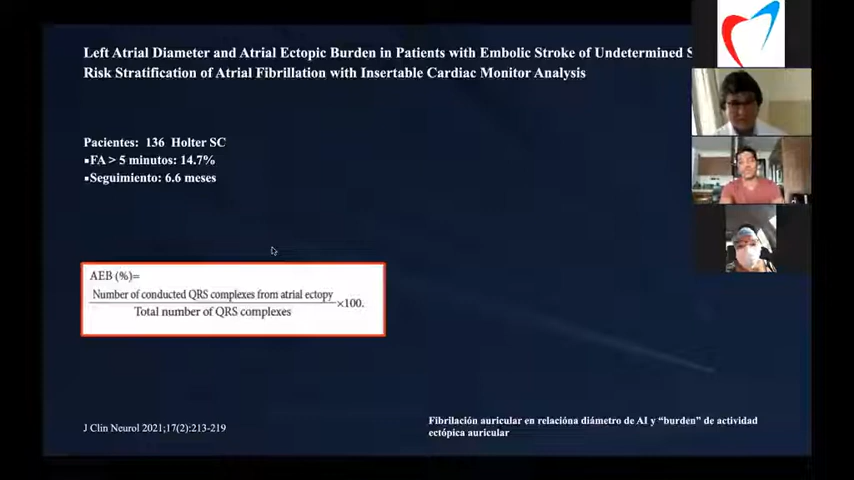 Left Atrial Diameter and Atrial Ectopic Burden in Patients with Embolic Stroke of Undetermined S
Risk Stratification of Atrial Fibrillation with Insertable Cardiac Monitor Analysis
Pacientes: 136 Holter SC
▪FA > 5 minutos: 14.7%
▪Seguimiento: 6.6 meses
AEB (%)=
Number of conducted QRS complexes from atrial ectopy
×100.
Total number of QRS complexes
J Clin Neurol 2021;17(2):213-219
Fibrilación auricular en relacióna diámetro de AI y “burden” de actividad
ectópica auricular